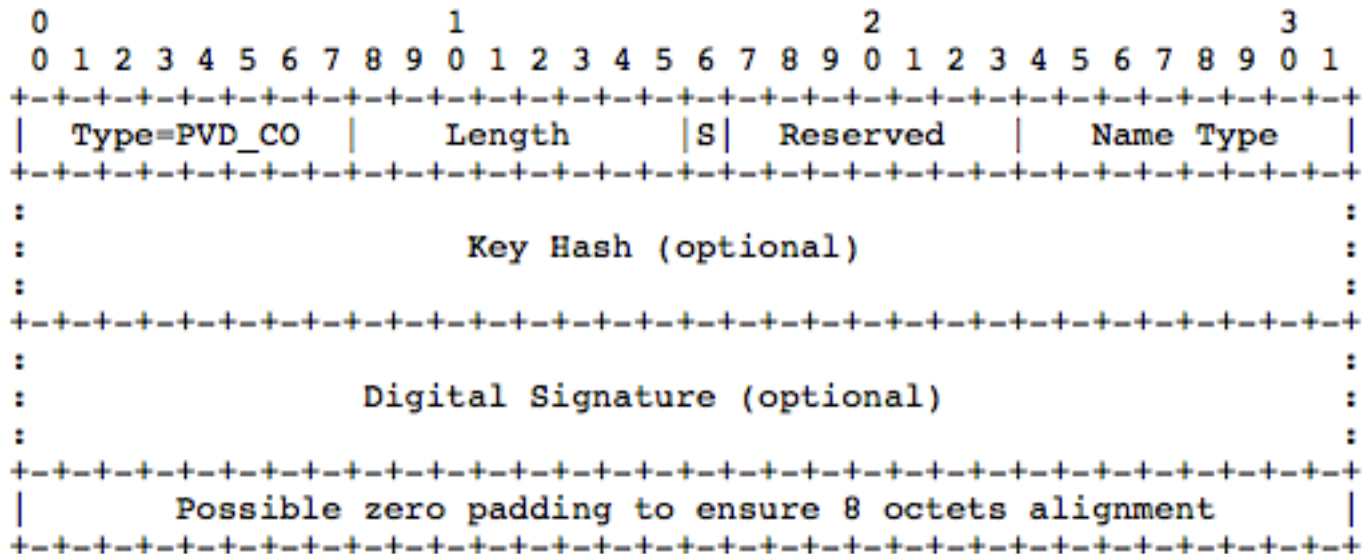 0                   1                   2                   3
 0 1 2 3 4 5 6 7 8 9 0 1 2 3 4 5 6 7 8 9 0 1 2 3 4 5 6 7 8 9 0 1
+-+-+-+-+-+-+-+-+-+-+-+-+-+-+-+-+-+-+-+-+-+-+-+-+-+-+-+-+-+-+-+-+
|  Type=PVD_CO  |    Length     |S|  Reserved   |   Name Type   |
+-+-+-+-+-+-+-+-+-+-+-+-+-+-+-+-+-+-+-+-+-+-+-+-+-+-+-+-+-+-+-+-+
:                                                               :
:                     Key Hash (optional)                       :
:                                                               :
+-+-+-+-+-+-+-+-+-+-+-+-+-+-+-+-+-+-+-+-+-+-+-+-+-+-+-+-+-+-+-+-+
:                                                               :
:                Digital Signature (optional)                   :
:                                                               :
+-+-+-+-+-+-+-+-+-+-+-+-+-+-+-+-+-+-+-+-+-+-+-+-+-+-+-+-+-+-+-+-+
|       Possible zero padding to ensure 8 octets alignment      |
+-+-+-+-+-+-+-+-+-+-+-+-+-+-+-+-+-+-+-+-+-+-+-+-+-+-+-+-+-+-+-+-+